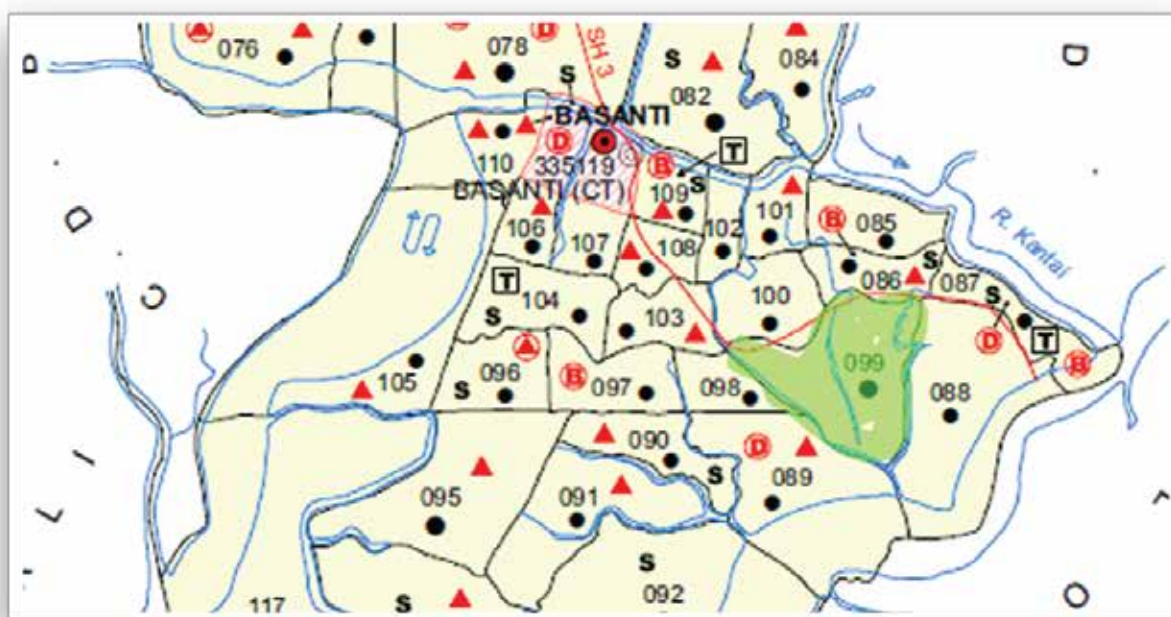 076
078
D
SH 3
S
S
082
084
D
BASANTI
110
D
335119
T
B
BASANTI (CT)
109
S
101
B
085
R. Kantai
106
107
108
102
086
S
087
T
104
S
103
100
S
D
T
B
105
096
S
B
097
098
099
088
090
D
089
S
095
091
S
092
117
S
D
D
C
I
L
O